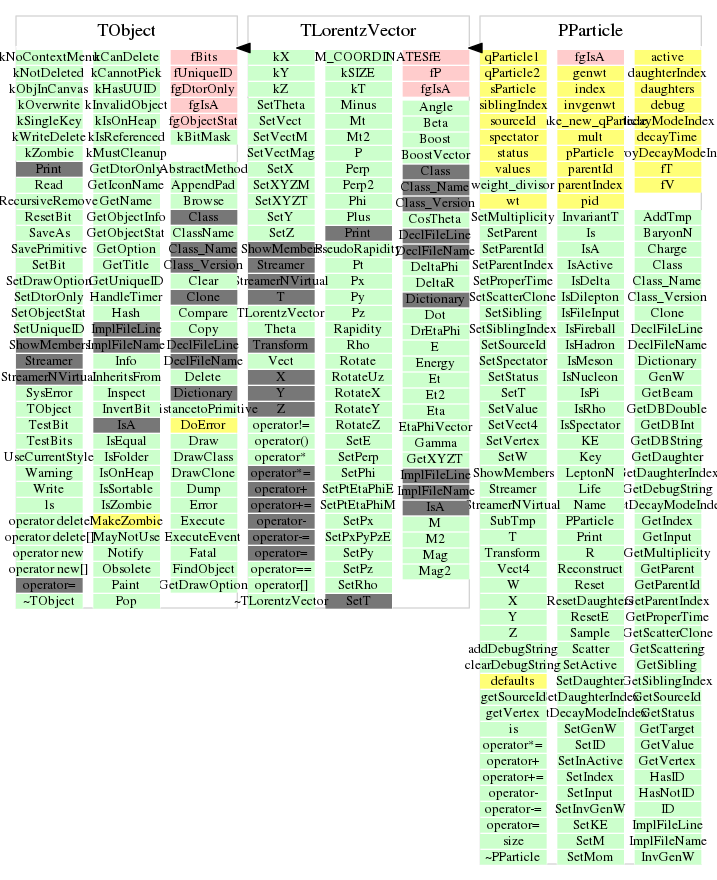 TObject
kNoContextMenu
kNotDeleted
kObjInCanvas
kOverwrite
kSingleKey
kWriteDelete
kZombie
Print
Read
RecursiveRemove
ResetBit
SaveAs
SavePrimitive
SetBit
SetDrawOption
SetDtorOnly
SetObjectStat
SetUniqueID
ShowMembers
Streamer
StreamerNVirtual
SysError
TObject
TestBit
TestBits
UseCurrentStyle
Warning
Write
ls
operator delete
operator delete[]
operator new
operator new[]
operator=
~TObject
kCanDelete
kCannotPick
kHasUUID
kInvalidObject
kIsOnHeap
kIsReferenced
kMustCleanup
GetDtorOnly
GetIconName
GetName
GetObjectInfo
GetObjectStat
GetOption
GetTitle
GetUniqueID
HandleTimer
Hash
ImplFileLine
ImplFileName
Info
InheritsFrom
Inspect
InvertBit
IsA
IsEqual
IsFolder
IsOnHeap
IsSortable
IsZombie
MakeZombie
MayNotUse
Notify
Obsolete
Paint
Pop
fBits
fUniqueID
fgDtorOnly
fgIsA
fgObjectStat
kBitMask
AbstractMethod
AppendPad
Browse
Class
ClassName
Class_Name
Class_Version
Clear
Clone
Compare
Copy
DeclFileLine
DeclFileName
Delete
Dictionary
istancetoPrimitive
DoError
Draw
DrawClass
DrawClone
Dump
Error
Execute
ExecuteEvent
Fatal
FindObject
GetDrawOption
TLorentzVector
kX
kY
kZ
SetTheta
SetVect
SetVectM
SetVectMag
SetX
SetXYZM
SetXYZT
SetY
SetZ
ShowMembers
Streamer
StreamerNVirtual
T
TLorentzVector
Theta
Transform
Vect
X
Y
Z
operator!=
operator()
operator*
operator*=
operator+
operator+=
operator-
operator-=
operator=
operator==
operator[]
~TLorentzVector
M_COORDINATES
kSIZE
kT
Minus
Mt
Mt2
P
Perp
Perp2
Phi
Plus
Print
PseudoRapidity
Pt
Px
Py
Pz
Rapidity
Rho
Rotate
RotateUz
RotateX
RotateY
RotateZ
SetE
SetPerp
SetPhi
SetPtEtaPhiE
SetPtEtaPhiM
SetPx
SetPxPyPzE
SetPy
SetPz
SetRho
SetT
fE
fP
fgIsA
Angle
Beta
Boost
BoostVector
Class
Class_Name
Class_Version
CosTheta
DeclFileLine
DeclFileName
DeltaPhi
DeltaR
Dictionary
Dot
DrEtaPhi
E
Energy
Et
Et2
Eta
EtaPhiVector
Gamma
GetXYZT
ImplFileLine
ImplFileName
IsA
M
M2
Mag
Mag2
PParticle
qParticle1
qParticle2
sParticle
siblingIndex
sourceId
spectator
status
values
weight_divisor
wt
SetMultiplicity
SetParent
SetParentId
SetParentIndex
SetProperTime
SetScatterClone
SetSibling
SetSiblingIndex
SetSourceId
SetSpectator
SetStatus
SetT
SetValue
SetVect4
SetVertex
SetW
ShowMembers
Streamer
StreamerNVirtual
SubTmp
T
Transform
Vect4
W
X
Y
Z
addDebugString
clearDebugString
defaults
getSourceId
getVertex
is
operator*=
operator+
operator+=
operator-
operator-=
operator=
size
~PParticle
fgIsA
genwt
index
invgenwt
ake_new_qParticle
mult
pParticle
parentId
parentIndex
pid
InvariantT
Is
IsA
IsActive
IsDelta
IsDilepton
IsFileInput
IsFireball
IsHadron
IsMeson
IsNucleon
IsPi
IsRho
IsSpectator
KE
Key
LeptonN
Life
Name
PParticle
Print
R
Reconstruct
Reset
ResetDaughters
ResetE
Sample
Scatter
SetActive
SetDaughter
etDaughterIndex
tDecayModeIndex
SetGenW
SetID
SetInActive
SetIndex
SetInput
SetInvGenW
SetKE
SetM
SetMom
active
daughterIndex
daughters
debug
decayModeIndex
decayTime
royDecayModeIn
fT
fV
AddTmp
BaryonN
Charge
Class
Class_Name
Class_Version
Clone
DeclFileLine
DeclFileName
Dictionary
GenW
GetBeam
GetDBDouble
GetDBInt
GetDBString
GetDaughter
GetDaughterIndex
GetDebugString
tDecayModeIndex
GetIndex
GetInput
GetMultiplicity
GetParent
GetParentId
GetParentIndex
GetProperTime
GetScatterClone
GetScattering
GetSibling
GetSiblingIndex
GetSourceId
GetStatus
GetTarget
GetValue
GetVertex
HasID
HasNotID
ID
ImplFileLine
ImplFileName
InvGenW